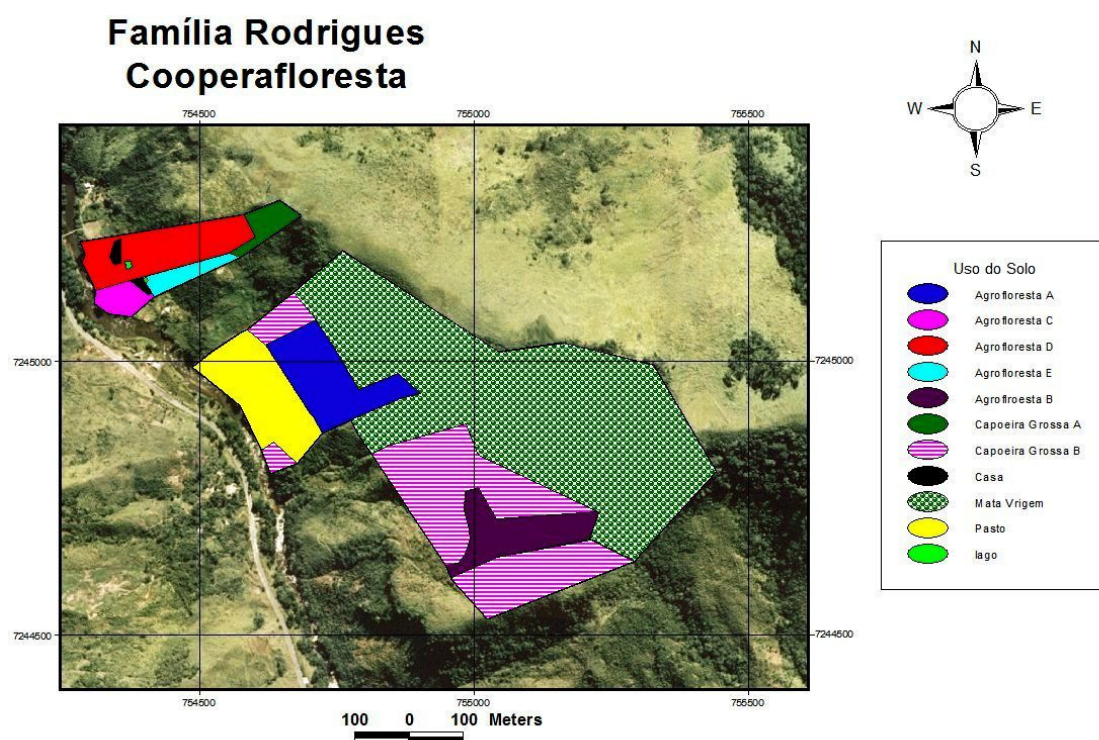 Família Rodrigues
Cooperafloresta
N
W E
S
754500 755000 755500
7245000 7245000
7244500 7244500
754500 755000 755500
100 0 100 Meters
Uso do Solo
Agrofloresta A
Agrofloresta C
Agrofloresta D
Agrofloresta E
Agroflroesta B
Capoeira Grossa A
Capoeira Grossa B
Casa
Mata Vrigem
Pasto
lago